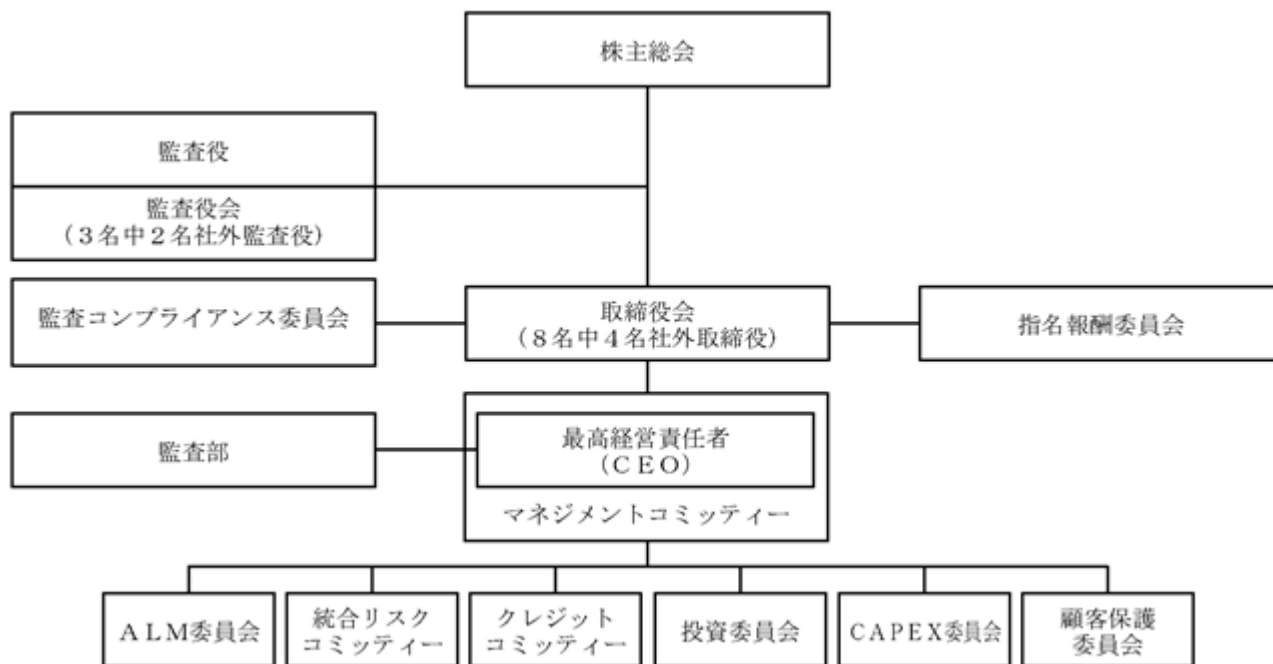 株主総会
監査役
監査役会
（３名中２名社外監査役）
監査コンプライアンス委員会
取締役会
（８名中４名社外取締役）
指名報酬委員会
監査部
最高経営責任者
（ＣＥＯ）
マネジメントコミッティー
ＡＬＭ委員会
統合リスク
コミッティー
クレジット
コミッティー
投資委員会
ＣＡＰＥＸ委員会
顧客保護
委員会